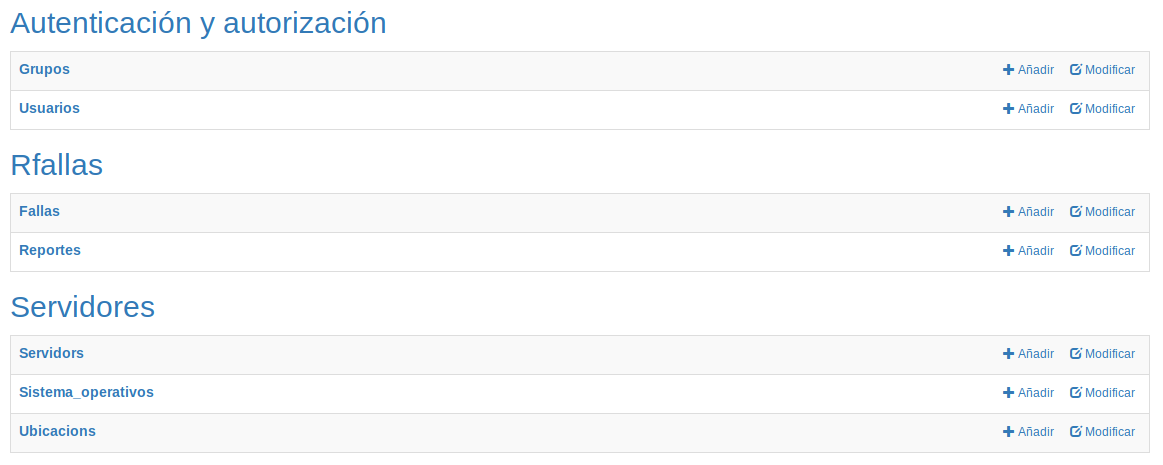 Autenticación y autorización
Grupos Añadir Modificar
Usuarios Añadir Modificar
Rfallas
Fallas Añadir Modificar
Reportes Añadir Modificar
Servidores
Servidors Añadir Modificar
Sistema_operativos Añadir Modificar
Ubicacions Añadir Modificar